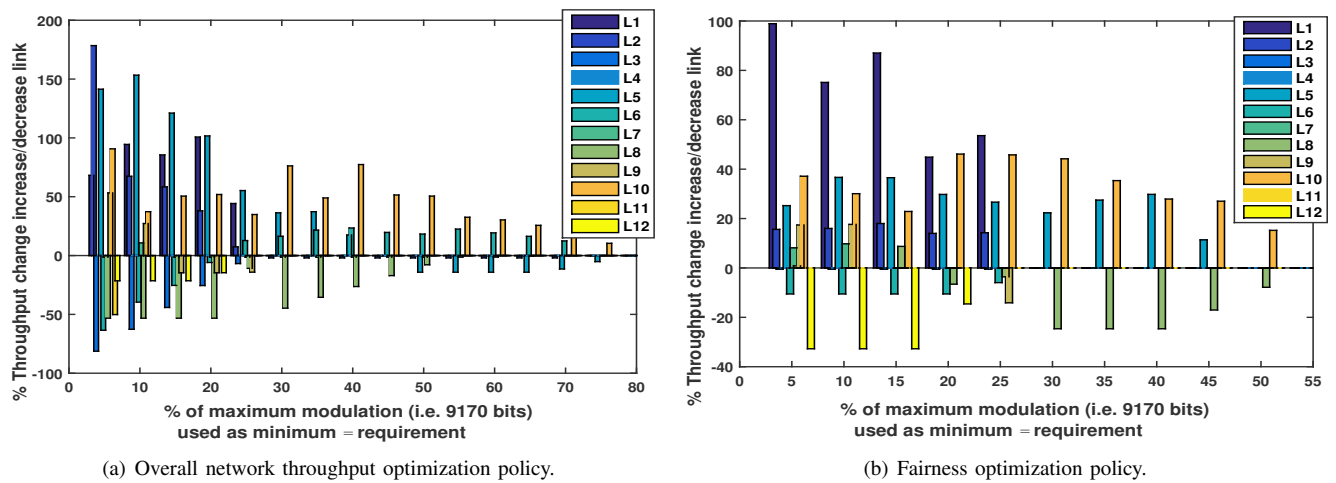 200
150
100
50
0
-50
-100
0
10
20
30
40
50
60
70
80
% Throughput change increase/decrease link
% of maximum modulation (i.e. 9170 bits)
used as minimum = requirement
L1
L2
L3
L4
L5
L6
L7
L8
L9
L10
L11
L12
(a) Overall network throughput optimization policy.
100
80
60
40
20
0
-20
-40
0
5
10
15
20
25
30
35
40
45
50
55
% Throughput change increase/decrease link
% of maximum modulation (i.e. 9170 bits)
used as minimum = requirement
L1
L2
L3
L4
L5
L6
L7
L8
L9
L10
L11
L12
(b) Fairness optimization policy.